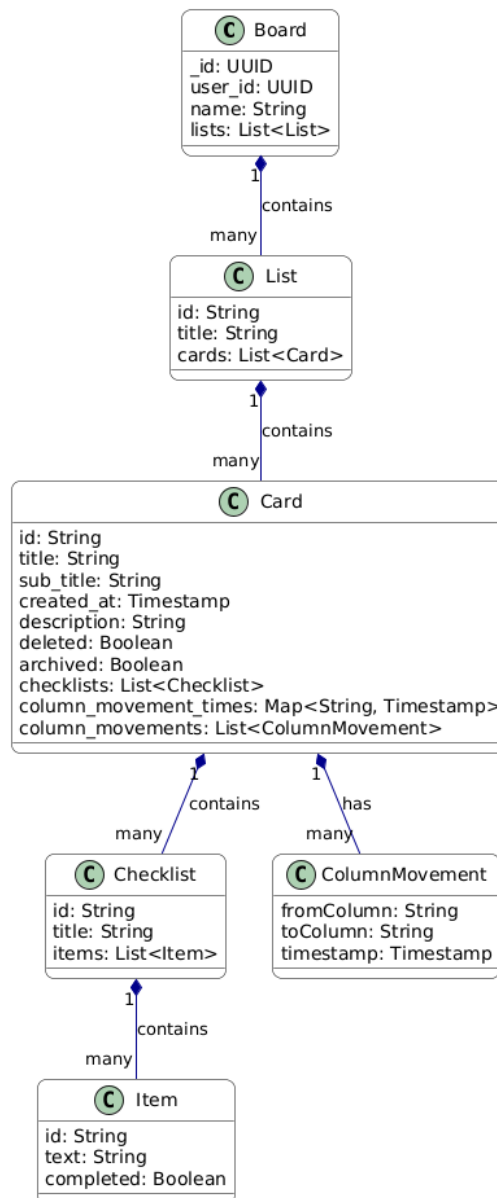 C Board
_id: UUID
user_id: UUID
name: String
lists: List<List>
1
contains
many
C List
id: String
title: String
cards: List<Card>
1
contains
many
C Card
id: String
title: String
sub_title: String
created_at: Timestamp
description: String
deleted: Boolean
archived: Boolean
checklists: List<Checklist>
column_movement_times: Map<String, Timestamp>
column_movements: List<ColumnMovement>
1
contains
many
1
has
many
C Checklist
id: String
title: String
items: List<Item>
C ColumnMovement
fromColumn: String
toColumn: String
timestamp: Timestamp
1
contains
many
C Item
id: String
text: String
completed: Boolean